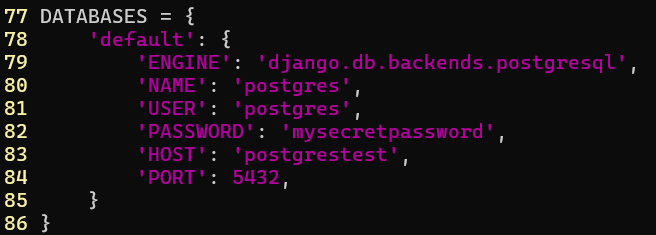 77 DATABASES = {
78     'default': {
79         'ENGINE': 'django.db.backends.postgresql',
80         'NAME': 'postgres',
81         'USER': 'postgres',
82         'PASSWORD': 'mysecretpassword',
83         'HOST': 'postgrestest',
84         'PORT': 5432,
85     }
86 }